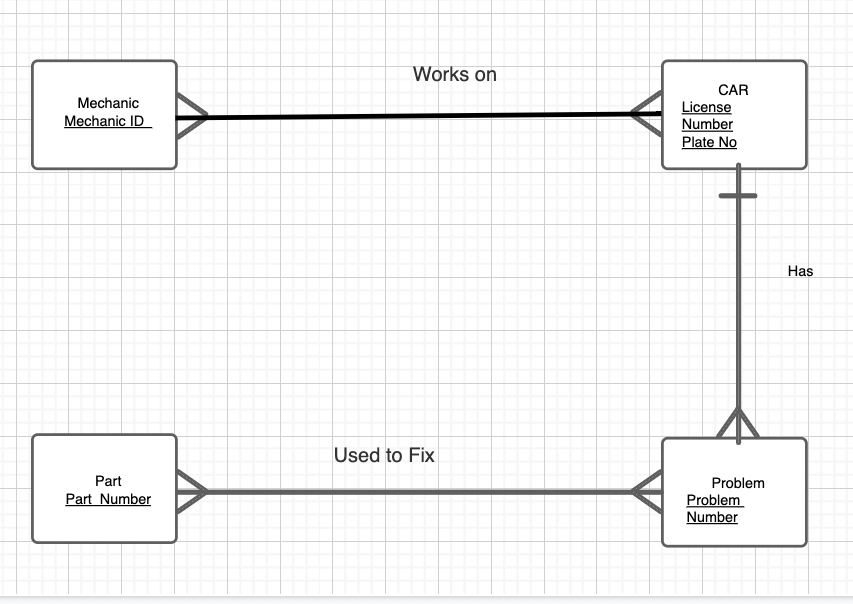 Works on
Mechanic
Mechanic ID
CAR
License
Number
Plate No
Has
Used to Fix
Part
Part  Number
Problem
Problem
Number